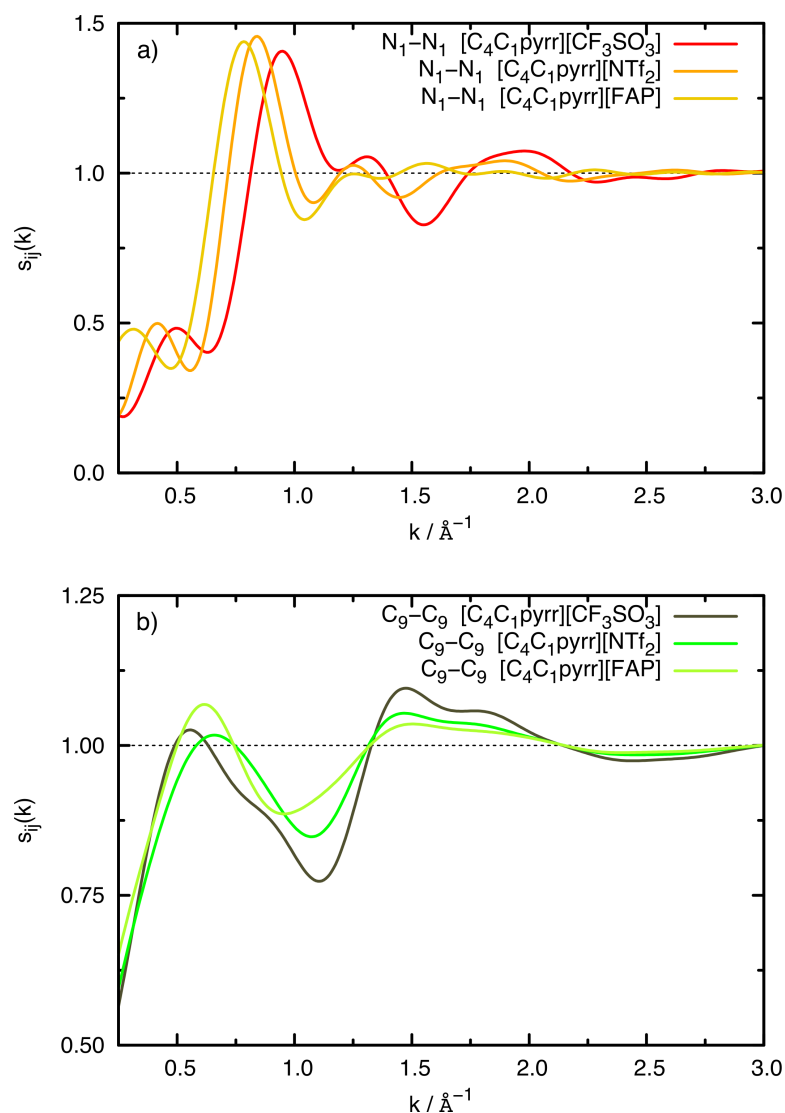 1.5
a)
N₁–N₁ [C₄C₁pyrr][CF₃SO₃]
N₁–N₁ [C₄C₁pyrr][NTf₂]
N₁–N₁ [C₄C₁pyrr][FAP]
1.0
sᵢⱼ(k)
0.5
0.0
0.5 1.0 1.5 2.0 2.5 3.0
k / Å⁻¹
1.25
b)
C₉–C₉ [C₄C₁pyrr][CF₃SO₃]
C₉–C₉ [C₄C₁pyrr][NTf₂]
C₉–C₉ [C₄C₁pyrr][FAP]
1.00
sᵢⱼ(k)
0.75
0.50
0.5 1.0 1.5 2.0 2.5 3.0
k / Å⁻¹